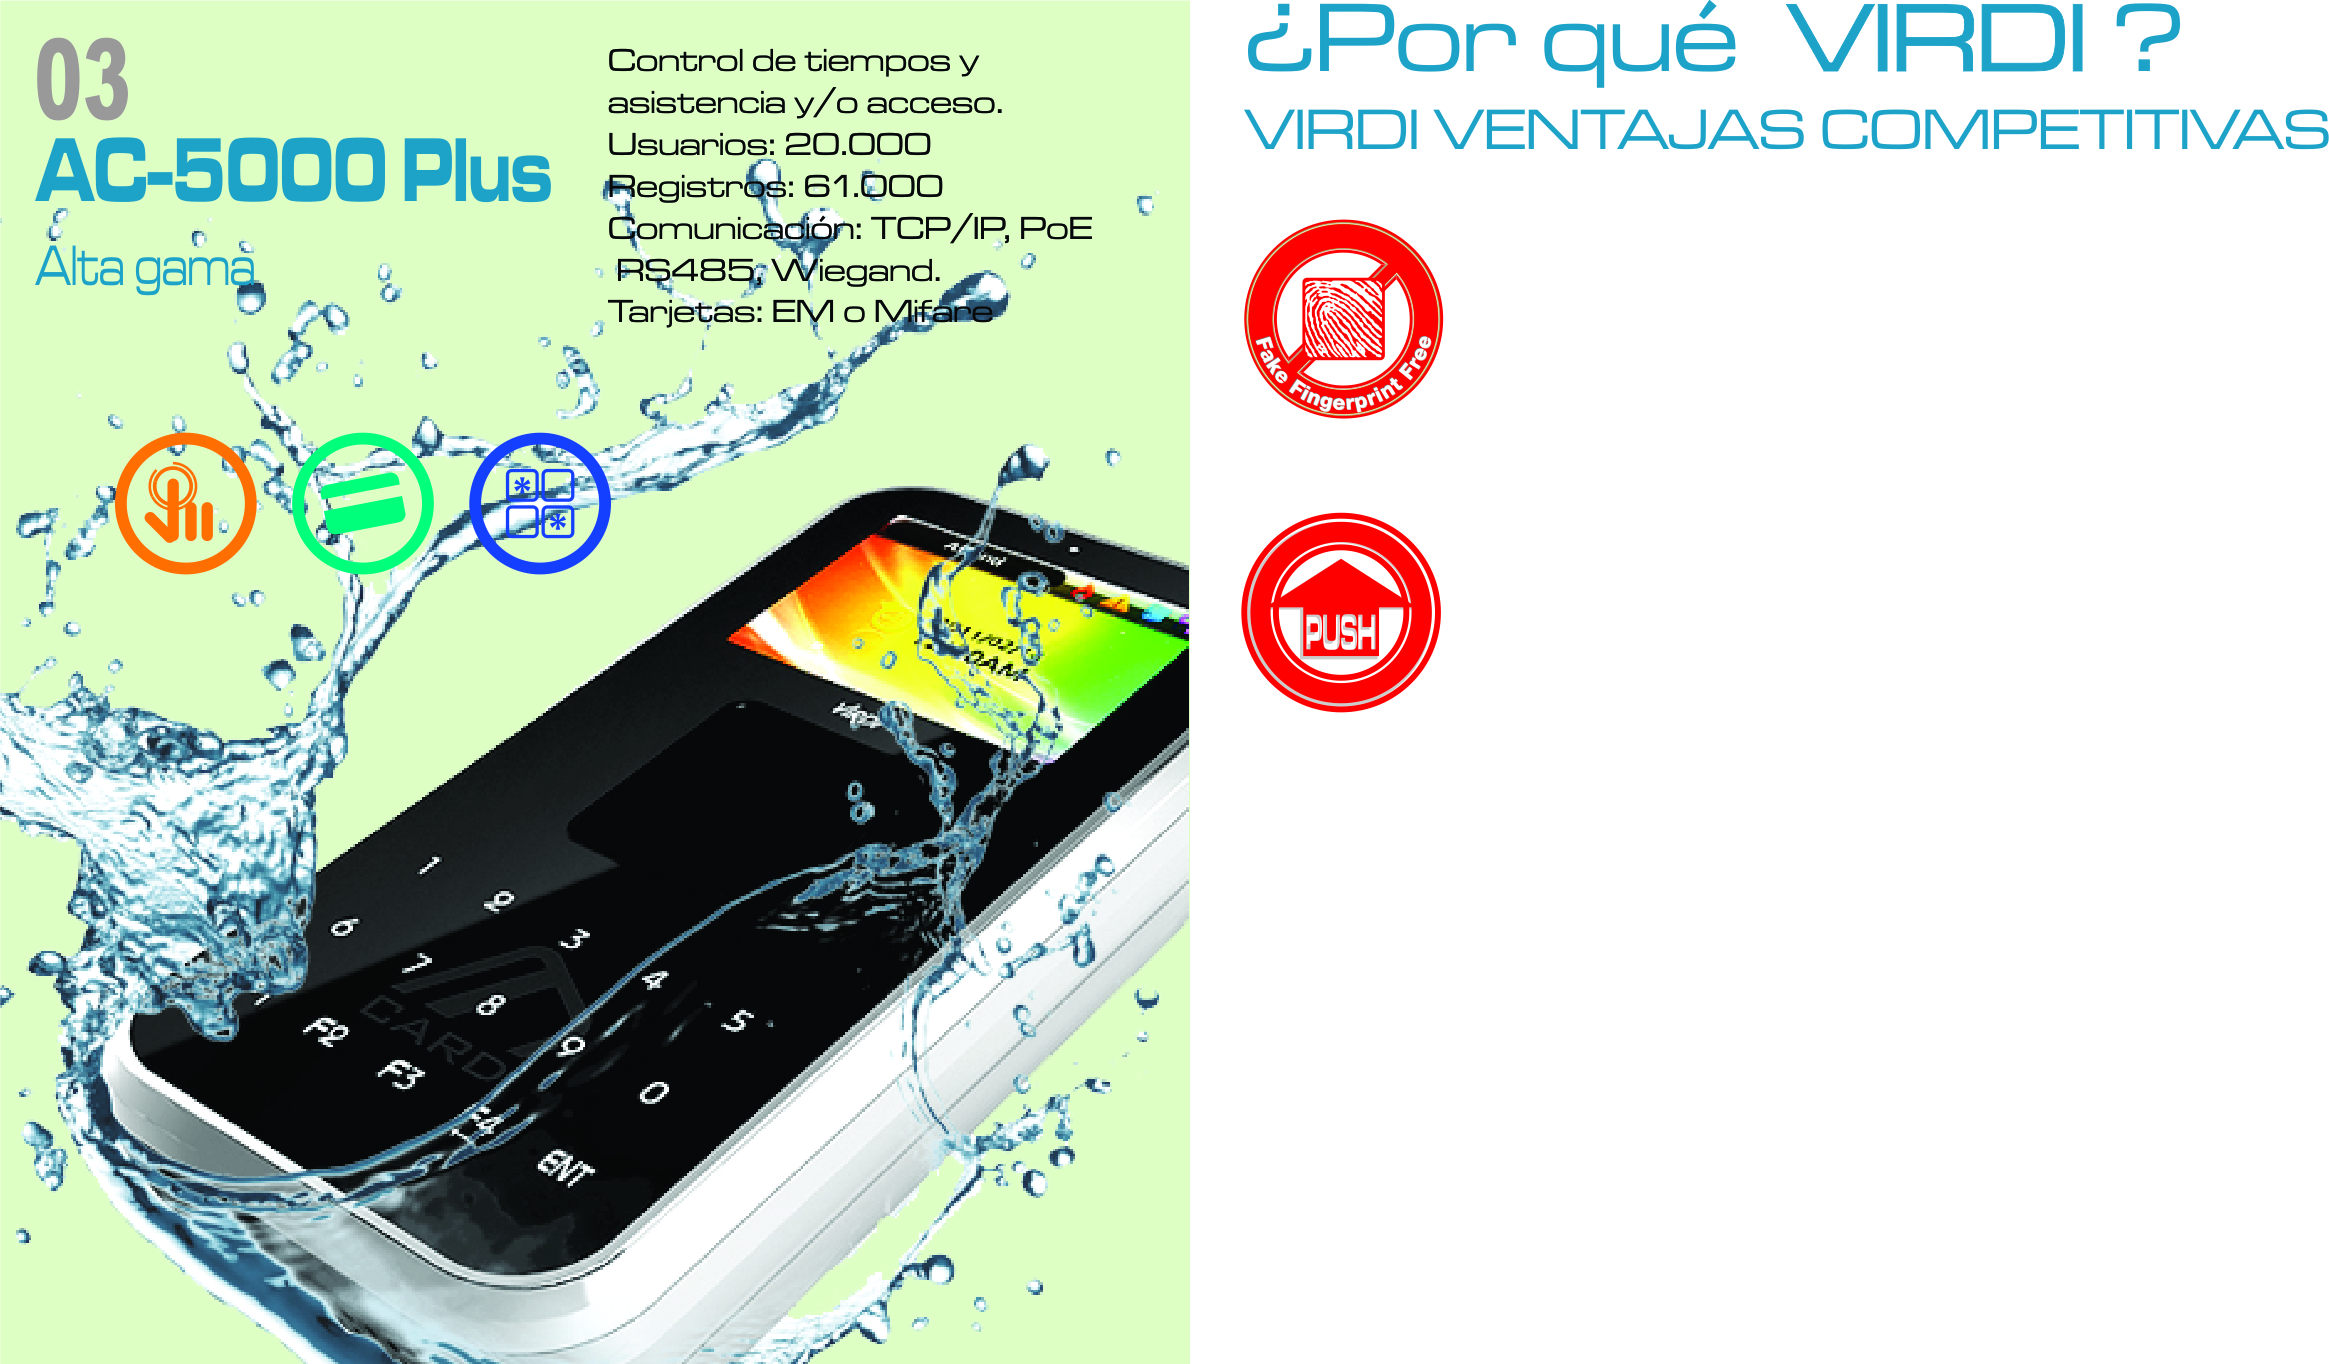 03
AC-5000 Plus
Alta gama
Control de tiempos y
asistencia y/o acceso.
Usuarios: 20.000
Registros: 61.000
Comunicación: TCP/IP, PoE
RS485, Wiegand.
Tarjetas: EM o Mifare
* *
1
2
3
4
5
6
7
8
9
0
F2
F3
F4
ENT
CARD
¿Por qué VIRDI ?
VIRDI VENTAJAS COMPETITIVAS
Fake Fingerprint Free
PUSH